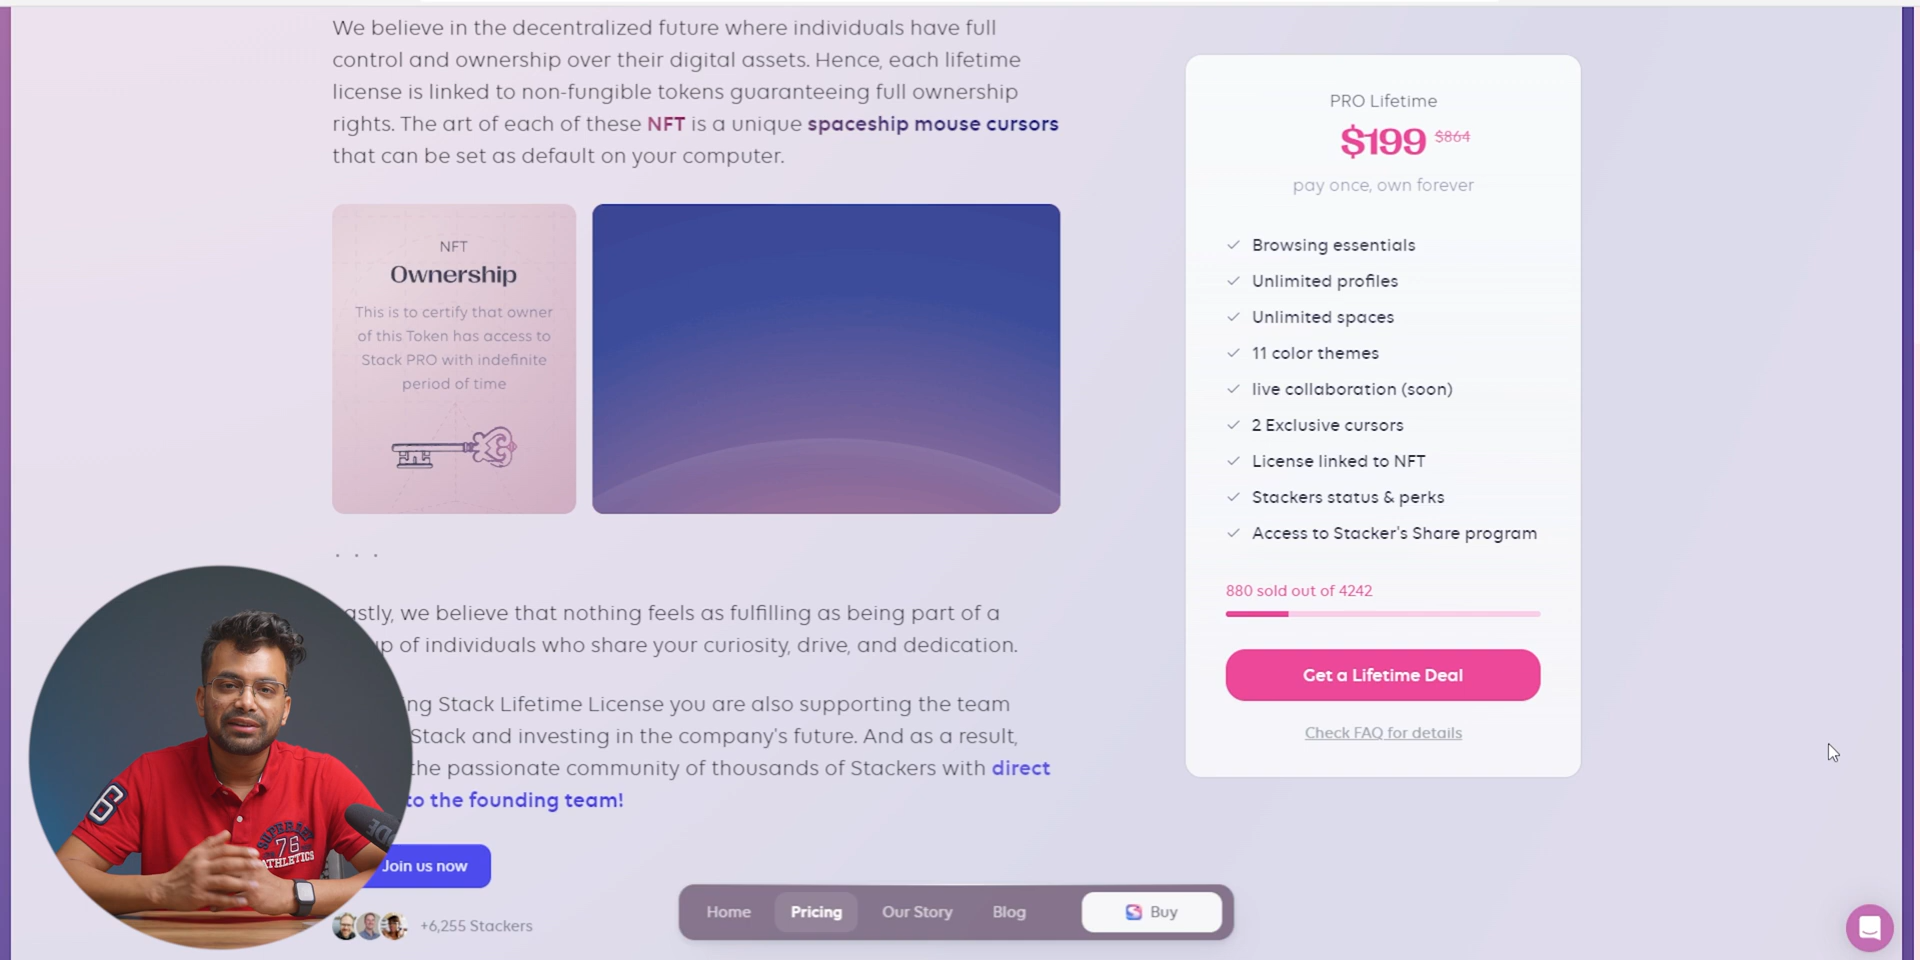 We believe in the decentralized future where individuals have full
control and ownership over their digital assets. Hence, each lifetime
license is linked to non-fungible tokens guaranteeing full ownership
rights. The art of each of these NFT is a unique spaceship mouse cursors
that can be set as default on your computer.
NFT
Ownership
This is to certify that owner
of this Token has access to
Stack PRO with indefinite
period of time
. . .
astly, we believe that nothing feels as fulfilling as being part of a
p of individuals who share your curiosity, drive, and dedication.
ng Stack Lifetime License you are also supporting the team
Stack and investing in the company's future. And as a result,
the passionate community of thousands of Stackers with direct
to the founding team!
Join us now
+6,255 Stackers
PRO Lifetime
$199 $864
pay once, own forever
Browsing essentials
Unlimited profiles
Unlimited spaces
11 color themes
live collaboration (soon)
2 Exclusive cursors
License linked to NFT
Stackers status & perks
Access to Stacker's Share program
880 sold out of 4242
Get a Lifetime Deal
Check FAQ for details
Home
Pricing
Our Story
Blog
Buy
6
76
ATHLETICS